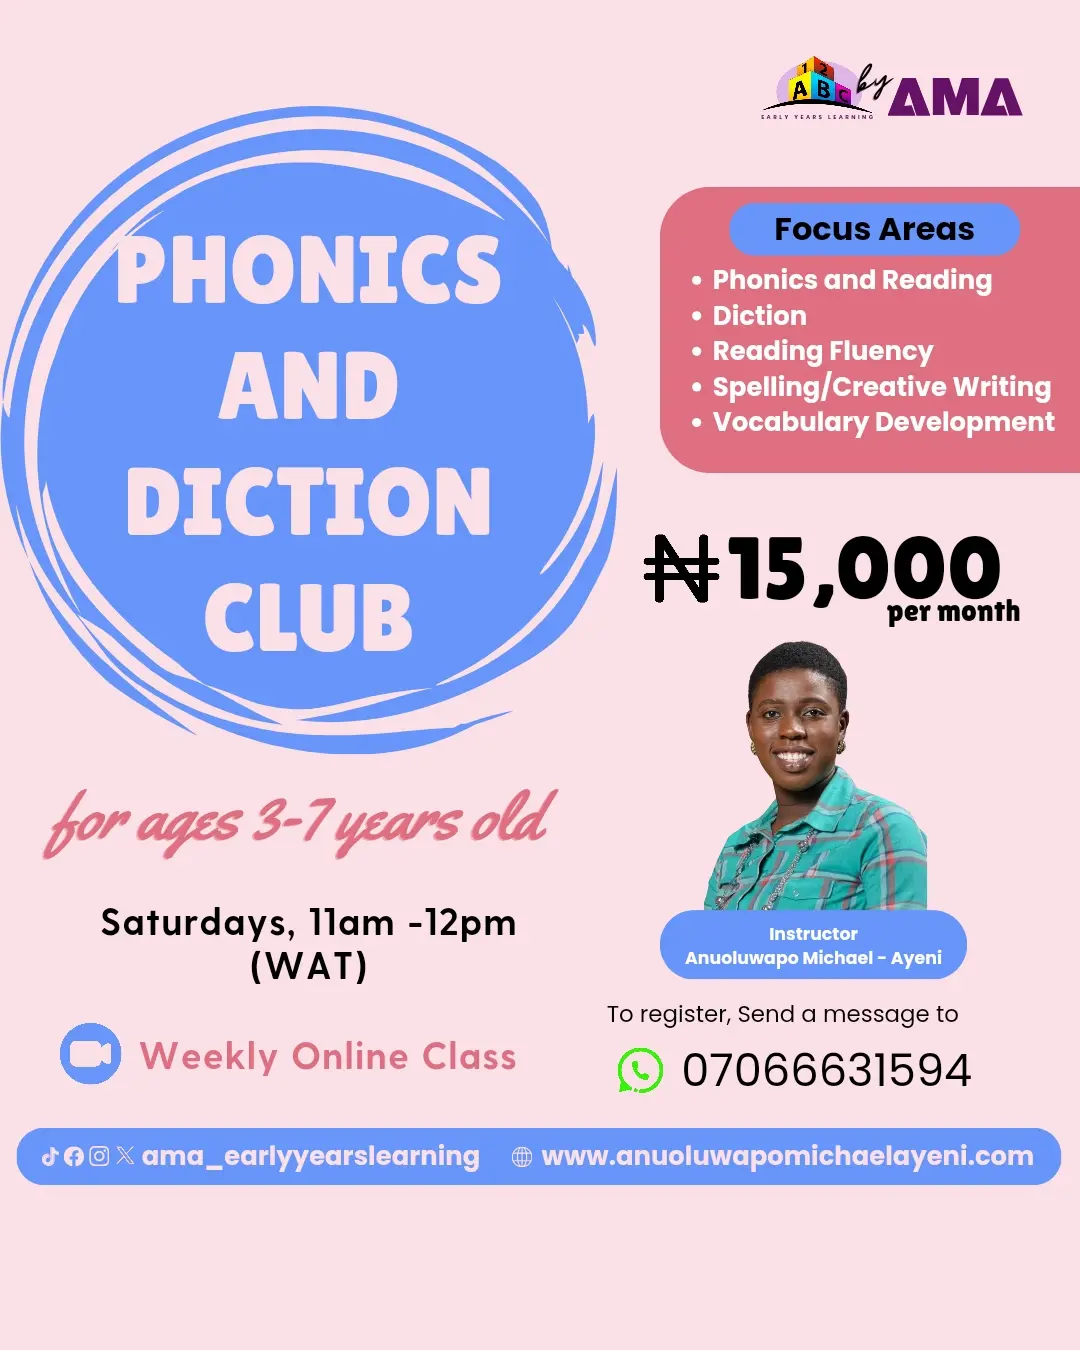 1 2
A B C
by AMA
EARLY YEARS LEARNING
PHONICS
AND
DICTION
CLUB
Focus Areas
• Phonics and Reading
• Diction
• Reading Fluency
• Spelling/Creative Writing
• Vocabulary Development
₦15,000
per month
for ages 3-7 years old
Saturdays, 11am -12pm
(WAT)
Weekly Online Class
Instructor
Anuoluwapo Michael - Ayeni
To register, Send a message to
07066631594
ama_earlyyearslearning
www.anuoluwapomichaelayeni.com